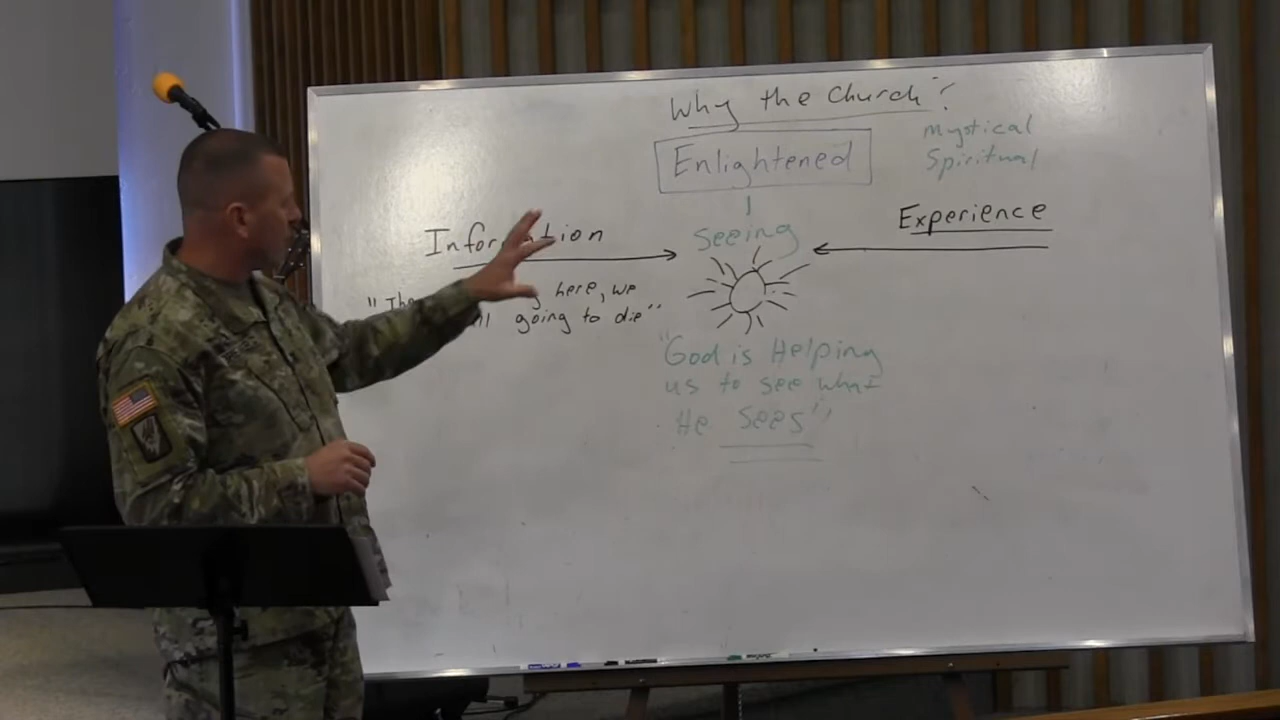 Why the Church?
Enlightened
Mystical
Spiritual
Information
Seeing
Experience
"The here, we
going to die"
"God is Helping
us to see what
He Sees"